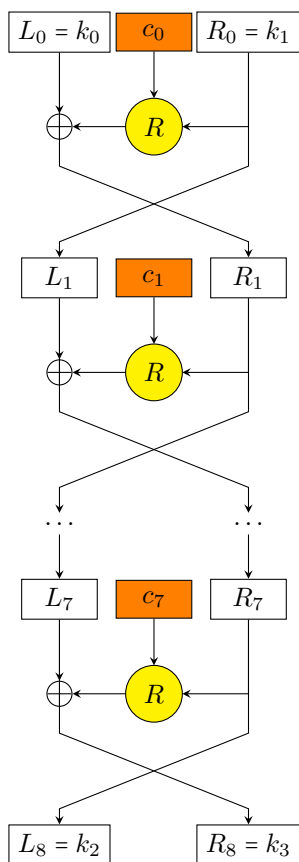 L₀ = k₀ c₀ R₀ = k₁
R
L₁ c₁ R₁
R
... ...
L₇ c₇ R₇
R
L₈ = k₂ R₈ = k₃